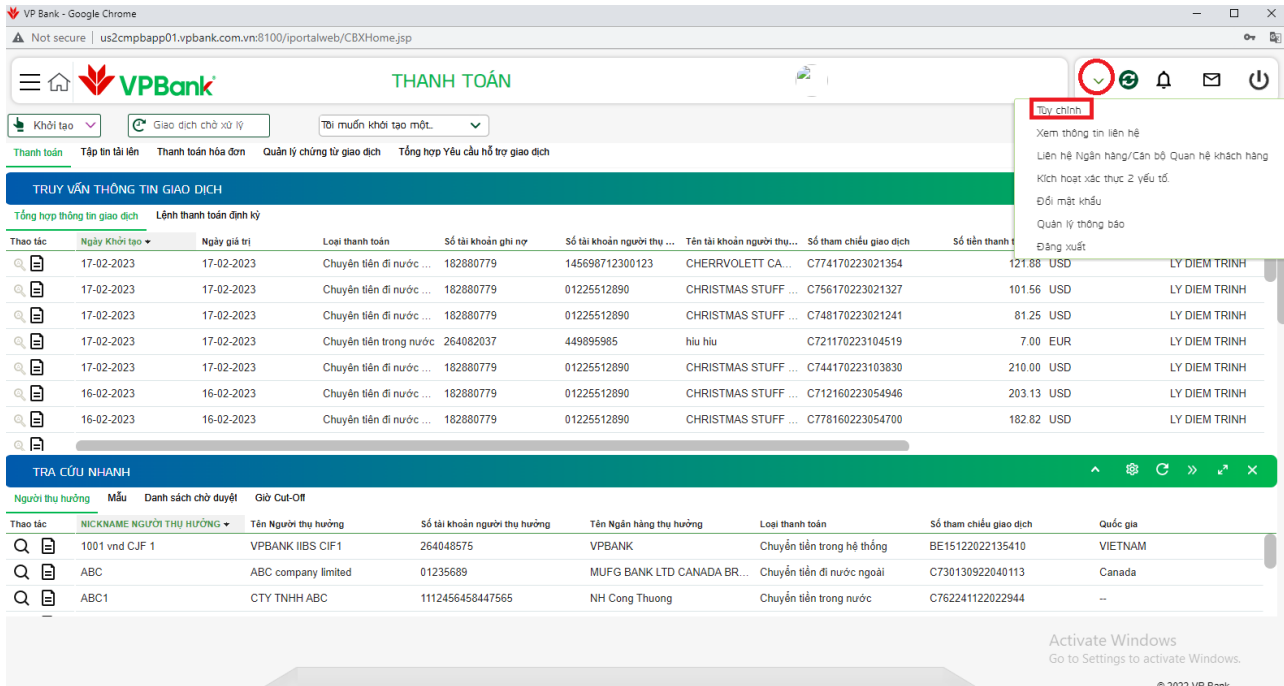 VP Bank - Google Chrome
Not secure | us2cmpbapp01.vpbank.com.vn:8100/iportalweb/CBXHome.jsp
VPBank THANH TOÁN
Khởi tạo Giao dịch chờ xử lý Tôi muốn khởi tạo một..
Tùy chỉnh
Xem thông tin liên hệ
Liên hệ Ngân hàng/Cán bộ Quan hệ khách hàng
Kích hoạt xác thực 2 yếu tố.
Đổi mật khẩu
Quản lý thông báo
Đăng xuất
Thanh toán Tập tin tải lên Thanh toán hóa đơn Quản lý chứng từ giao dịch Tổng hợp Yêu cầu hỗ trợ giao dịch
TRUY VẤN THÔNG TIN GIAO DỊCH
Tổng hợp thông tin giao dịch Lệnh thanh toán định kỳ
Thao tác Ngày Khởi tạo Ngày giá trị Loại thanh toán Số tài khoản ghi nợ Số tài khoản người thụ ... Tên tài khoản người thụ... Số tham chiếu giao dịch Số tiền thanh t
17-02-2023 17-02-2023 Chuyển tiền đi nước ... 182880779 145698712300123 CHERRVOLETT CA... C774170223021354 121.88 USD LY DIEM TRINH
17-02-2023 17-02-2023 Chuyển tiền đi nước ... 182880779 01225512890 CHRISTMAS STUFF ... C756170223021327 101.56 USD LY DIEM TRINH
17-02-2023 17-02-2023 Chuyển tiền đi nước ... 182880779 01225512890 CHRISTMAS STUFF ... C748170223021241 81.25 USD LY DIEM TRINH
17-02-2023 17-02-2023 Chuyển tiền trong nước 264082037 449895985 hiu hiu C721170223104519 7.00 EUR LY DIEM TRINH
17-02-2023 17-02-2023 Chuyển tiền đi nước ... 182880779 01225512890 CHRISTMAS STUFF ... C744170223103830 210.00 USD LY DIEM TRINH
16-02-2023 16-02-2023 Chuyển tiền đi nước ... 182880779 01225512890 CHRISTMAS STUFF ... C712160223054946 203.13 USD LY DIEM TRINH
16-02-2023 16-02-2023 Chuyển tiền đi nước ... 182880779 01225512890 CHRISTMAS STUFF ... C778160223054700 182.82 USD LY DIEM TRINH
TRA CỨU NHANH
Người thụ hưởng Mẫu Danh sách chờ duyệt Giờ Cut-Off
Thao tác NICKNAME NGƯỜI THỤ HƯỞNG Tên Người thụ hưởng Số tài khoản người thụ hưởng Tên Ngân hàng thụ hưởng Loại thanh toán Số tham chiếu giao dịch Quốc gia
1001 vnd CJF 1 VPBANK IIBS CIF1 264048575 VPBANK Chuyển tiền trong hệ thống BE15122022135410 VIETNAM
ABC ABC company limited 01235689 MUFG BANK LTD CANADA BR... Chuyển tiền đi nước ngoài C730130922040113 Canada
ABC1 CTY TNHH ABC 1112456458447565 NH Cong Thuong Chuyển tiền trong nước C762241122022944 --
Activate Windows
Go to Settings to activate Windows.
© 2022 VP Bank